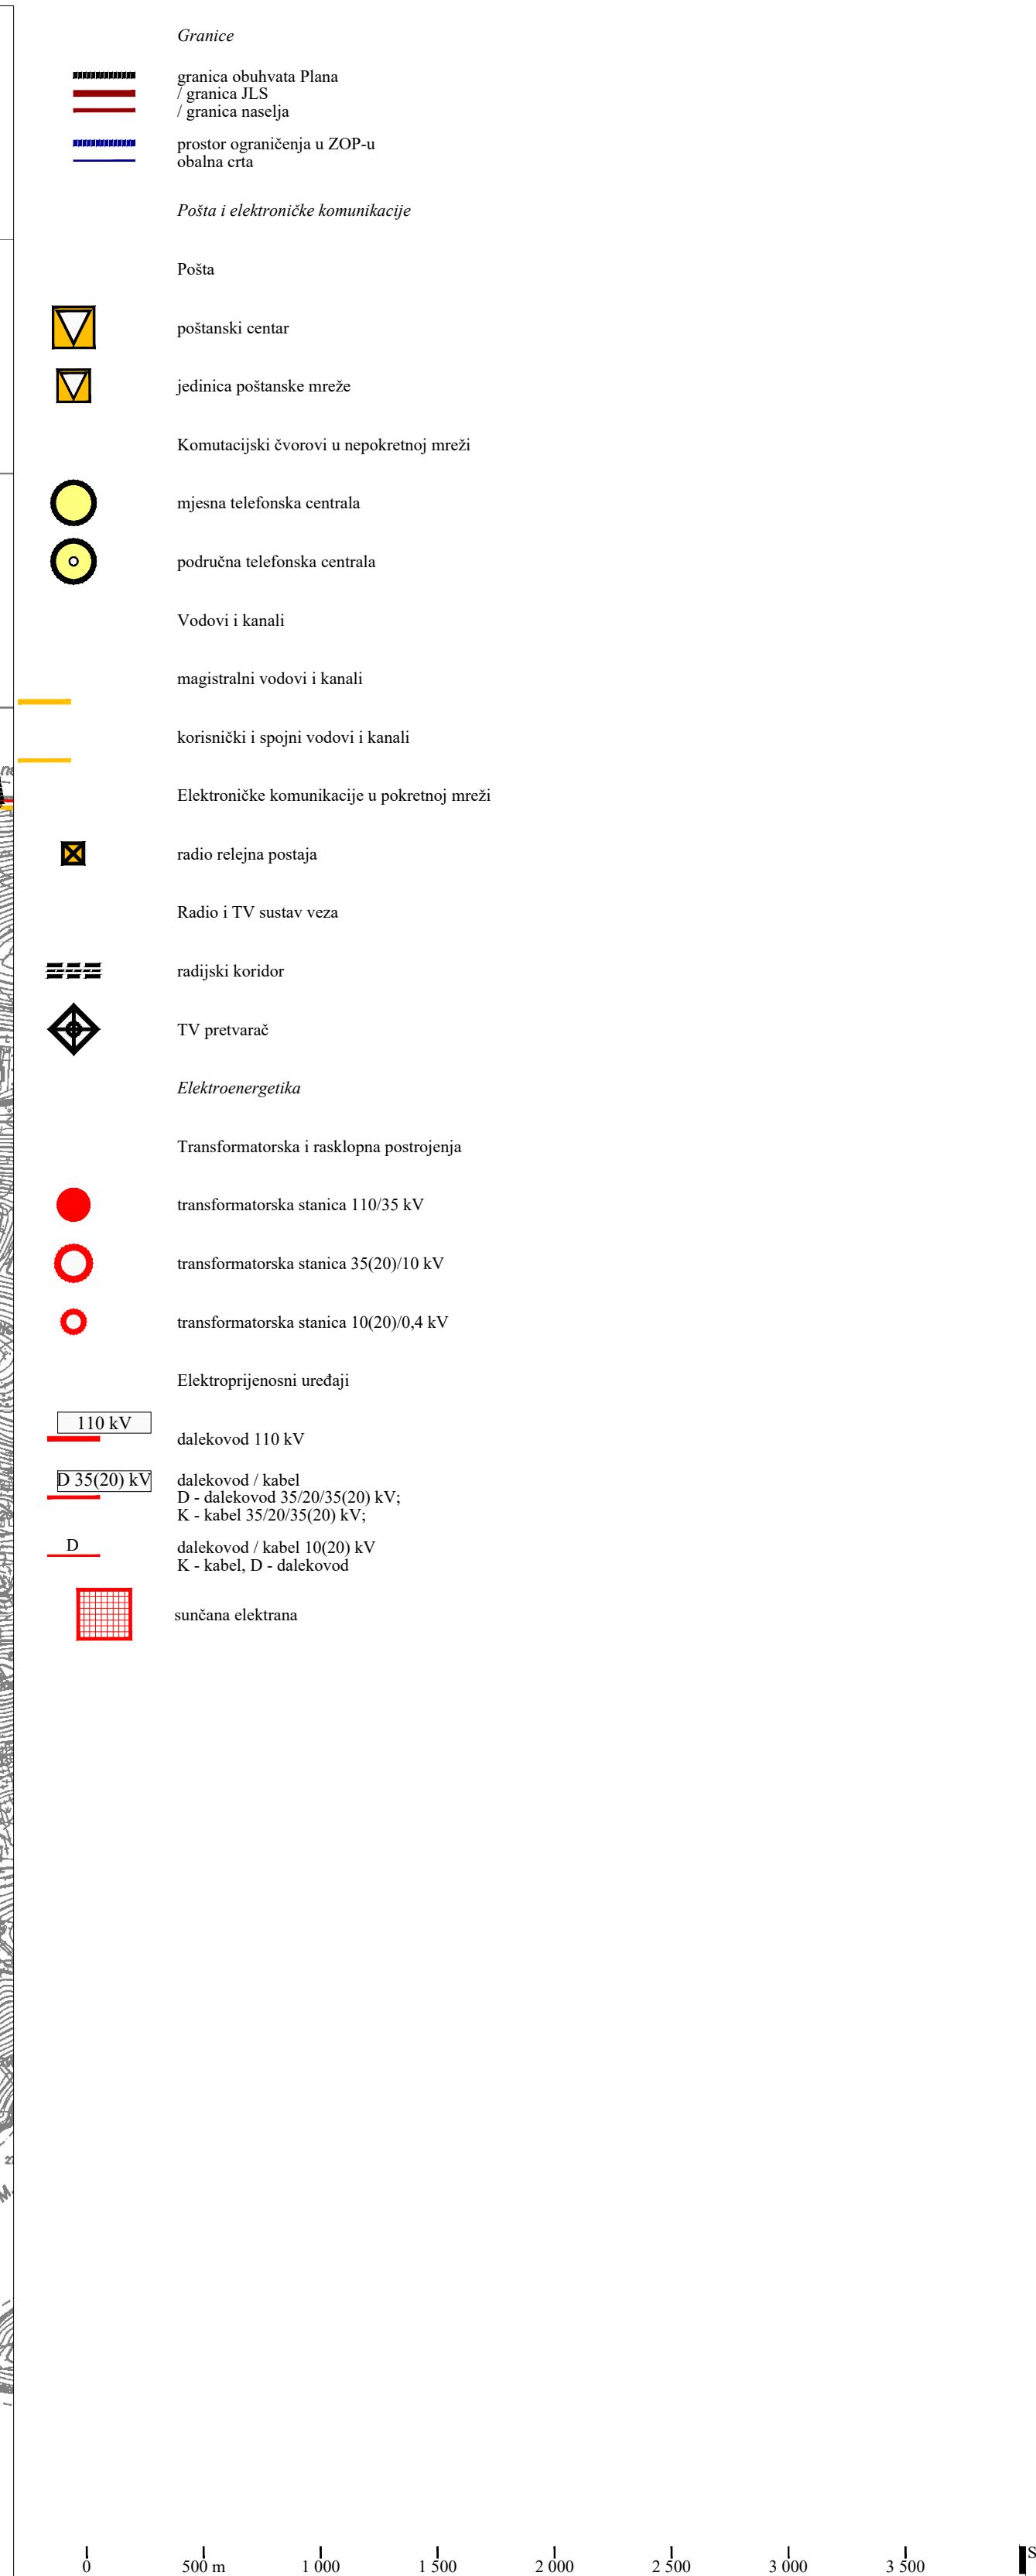 Granice
granica obuhvata Plana
/ granica JLS
/ granica naselja
prostor ograničenja u ZOP-u
obalna crta
Pošta i elektroničke komunikacije
Pošta
poštanski centar
jedinica poštanske mreže
Komutacijski čvorovi u nepokretnoj mreži
mjesna telefonska centrala
područna telefonska centrala
Vodovi i kanali
magistralni vodovi i kanali
korisnički i spojni vodovi i kanali
Elektroničke komunikacije u pokretnoj mreži
radio relejna postaja
Radio i TV sustav veza
radijski koridor
TV pretvarač
Elektroenergetika
Transformatorska i rasklopna postrojenja
transformatorska stanica 110/35 kV
transformatorska stanica 35(20)/10 kV
transformatorska stanica 10(20)/0,4 kV
Elektroprijenosni uređaji
110 kV
dalekovod 110 kV
D 35(20) kV
dalekovod / kabel
D - dalekovod 35/20/35(20) kV;
K - kabel 35/20/35(20) kV;
D
dalekovod / kabel 10(20) kV
K - kabel, D - dalekovod
sunčana elektrana
0 500 m 1 000 1 500 2 000 2 500 3 000 3 500